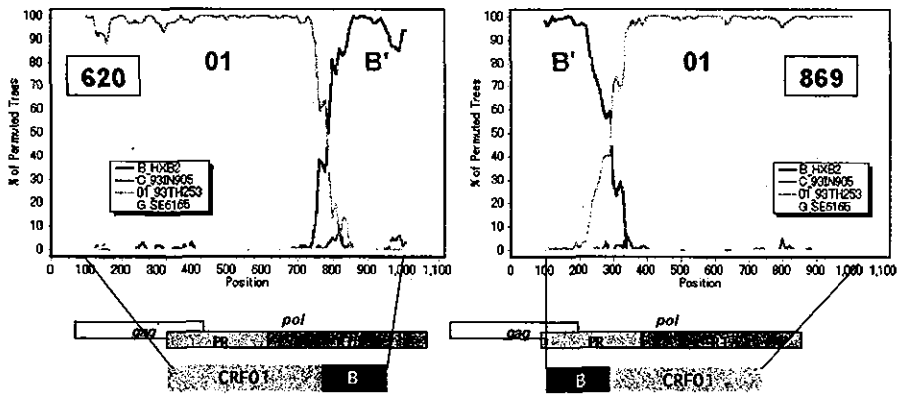 % of Permuted Trees
100
90
80
70
60
50
40
30
20
10
0
620
01
B'
B_HXB2
C_93IN905
01_93TH253
G_SE6165
0 100 200 300 400 500 600 700 800 900 1,000 1,100
Position
gag
pol
PR
CRF01
B
% of Permuted Trees
100
90
80
70
60
50
40
30
20
10
0
B'
01
869
B_HXB2
C_93IN905
01_93TH253
G_SE6165
0 100 200 300 400 500 600 700 800 900 1,000 1,100
Position
gag
pol
PR
B
CRF01